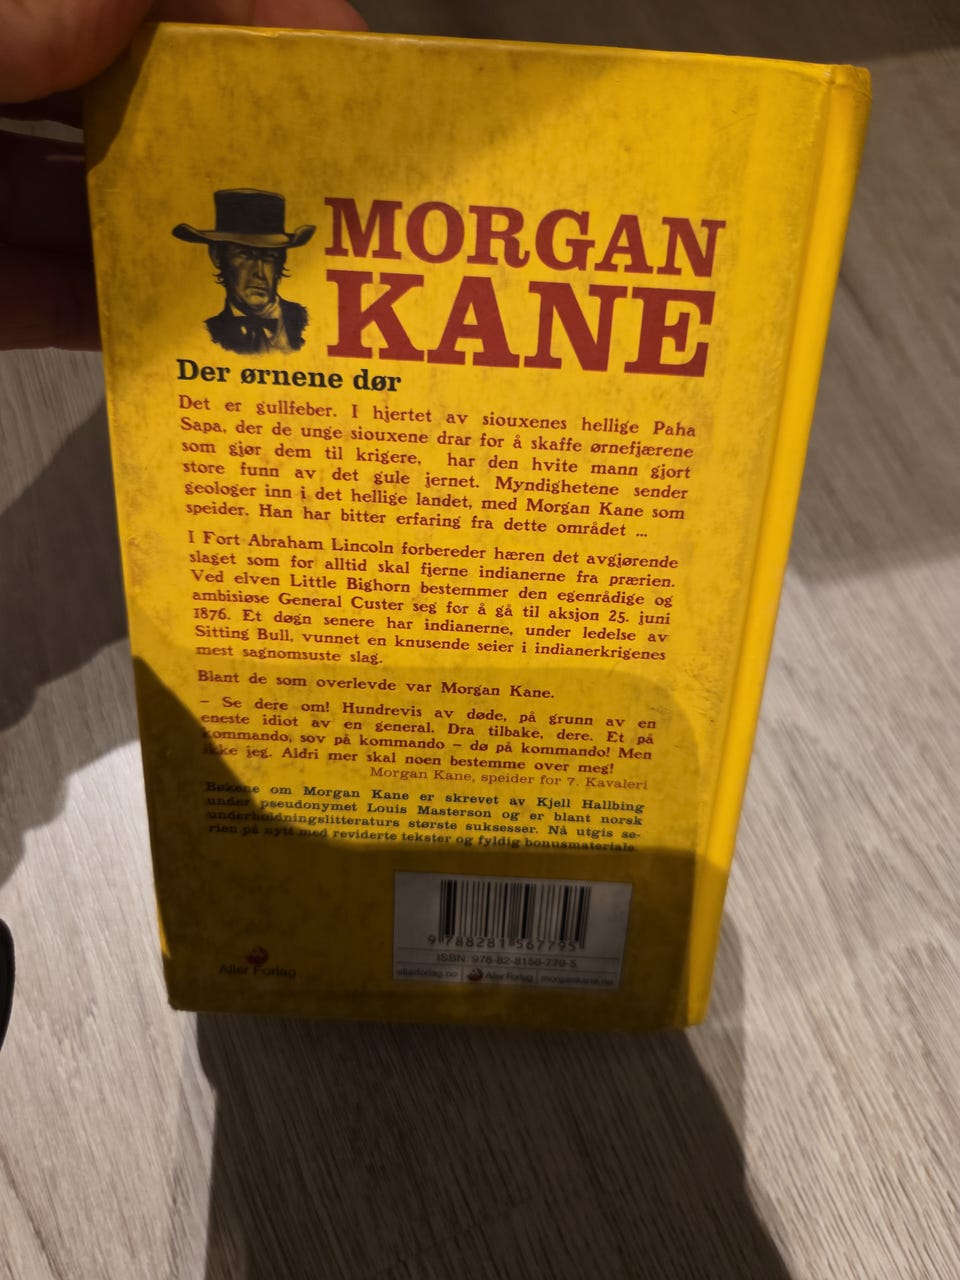 MORGAN
KANE
Der ørnene dør
Det er gullfeber. I hjertet av siouxenes hellige Paha
Sapa, der de unge siouxene drar for å skaffe ørnefjærene
som gjør dem til krigere, har den hvite mann gjort
store funn av det gule jernet. Myndighetene sender
geologer inn i det hellige landet, med Morgan Kane som
speider. Han har bitter erfaring fra dette området ...
I Fort Abraham Lincoln forbereder hæren det avgjørende
slaget som for alltid skal fjerne indianerne fra prærien.
Ved elven Little Bighorn bestemmer den egenrådige og
ambisiøse General Custer seg for å gå til aksjon 25. juni
1876. Et døgn senere har indianerne, under ledelse av
Sitting Bull, vunnet en knusende seier i indianerkrigenes
mest sagnomsuste slag.
Blant de som overlevde var Morgan Kane.
– Se dere om! Hundrevis av døde, på grunn av en
eneste idiot av en general. Dra tilbake, dere. Et på
kommando, sov på kommando – dø på kommando! Men
ikke jeg. Aldri mer skal noen bestemme over meg!
Morgan Kane, speider for 7. Kavaleri
Bøkene om Morgan Kane er skrevet av Kjell Hallbing
under pseudonymet Louis Masterson og er blant norsk
underholdningslitteraturs største suksesser. Nå utgis se-
rien på nytt med reviderte tekster og fyldig bonusmateriale.
9 788281 567795
ISBN: 978-82-8156-779-5
Aller Forlag
allerforlag.no Aller Forlag morgankane.no